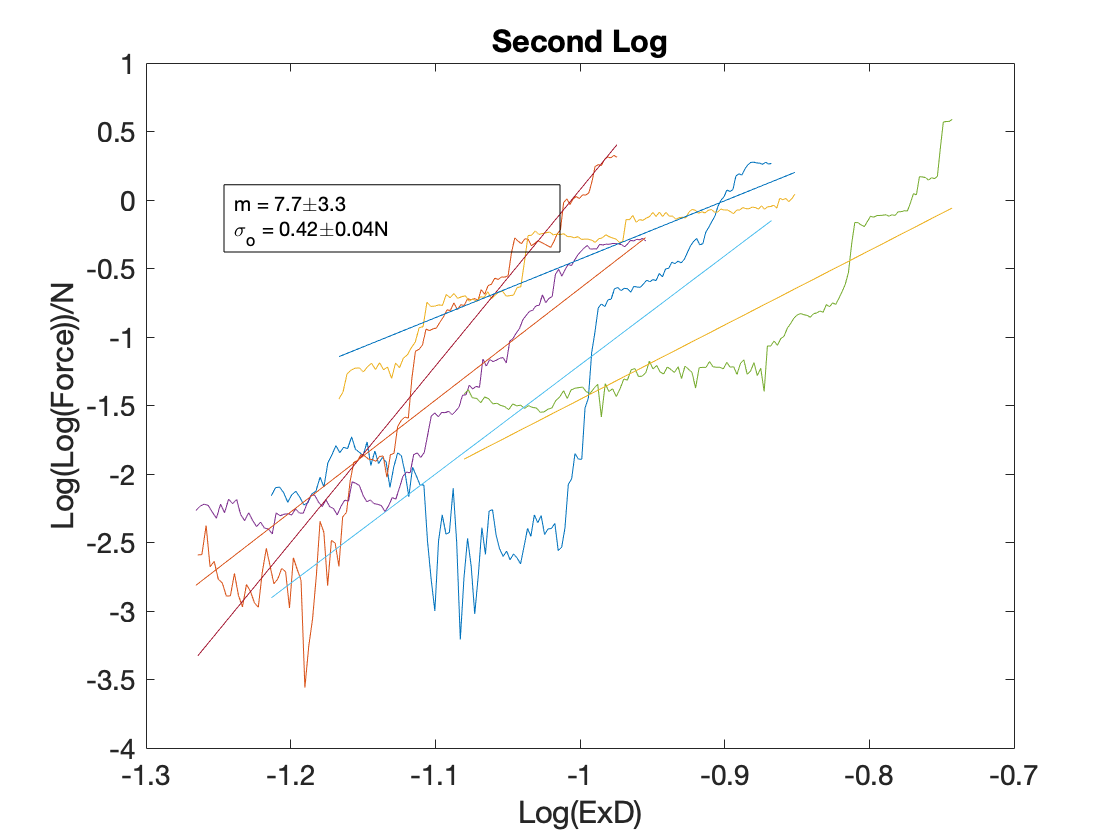 Second Log
1
0.5
0
-0.5
-1
-1.5
-2
-2.5
-3
-3.5
-4
Log(Log(Force))/N
m = 7.7±3.3
σo = 0.42±0.04N
-1.3 -1.2 -1.1 -1 -0.9 -0.8 -0.7
Log(ExD)